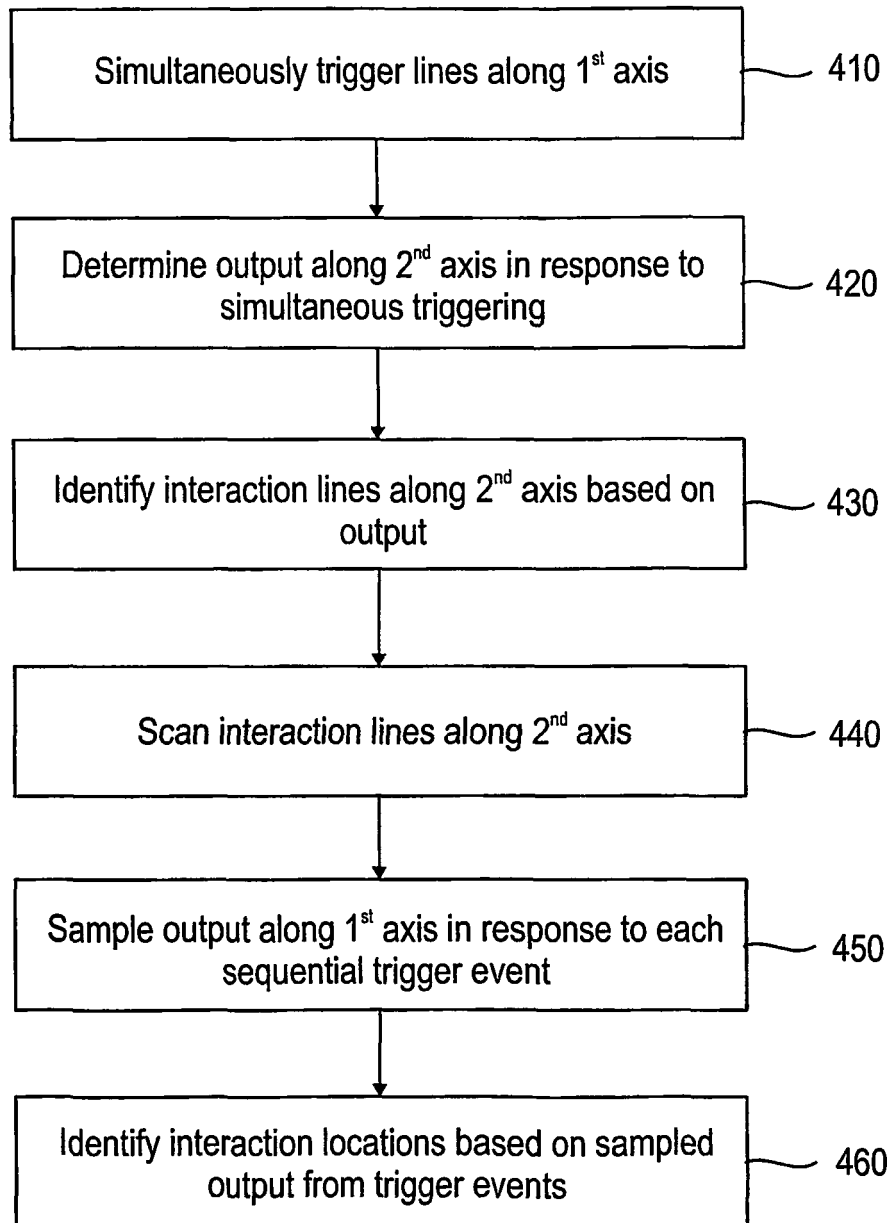 Simultaneously trigger lines along 1st axis
410
Determine output along 2nd axis in response to
simultaneous triggering
420
Identify interaction lines along 2nd axis based on
output
430
Scan interaction lines along 2nd axis
440
Sample output along 1st axis in response to each
sequential trigger event
450
Identify interaction locations based on sampled
output from trigger events
460